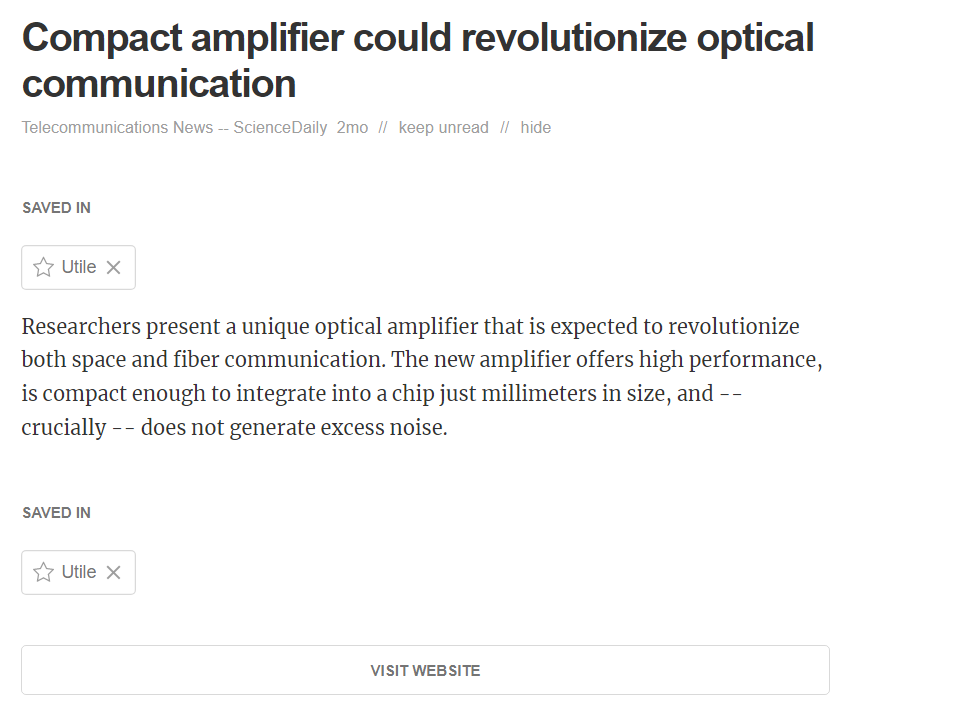 Compact amplifier could revolutionize optical
communication
Telecommunications News -- ScienceDaily 2mo // keep unread // hide
SAVED IN
Utile
Researchers present a unique optical amplifier that is expected to revolutionize
both space and fiber communication. The new amplifier offers high performance,
is compact enough to integrate into a chip just millimeters in size, and --
crucially -- does not generate excess noise.
SAVED IN
Utile
VISIT WEBSITE